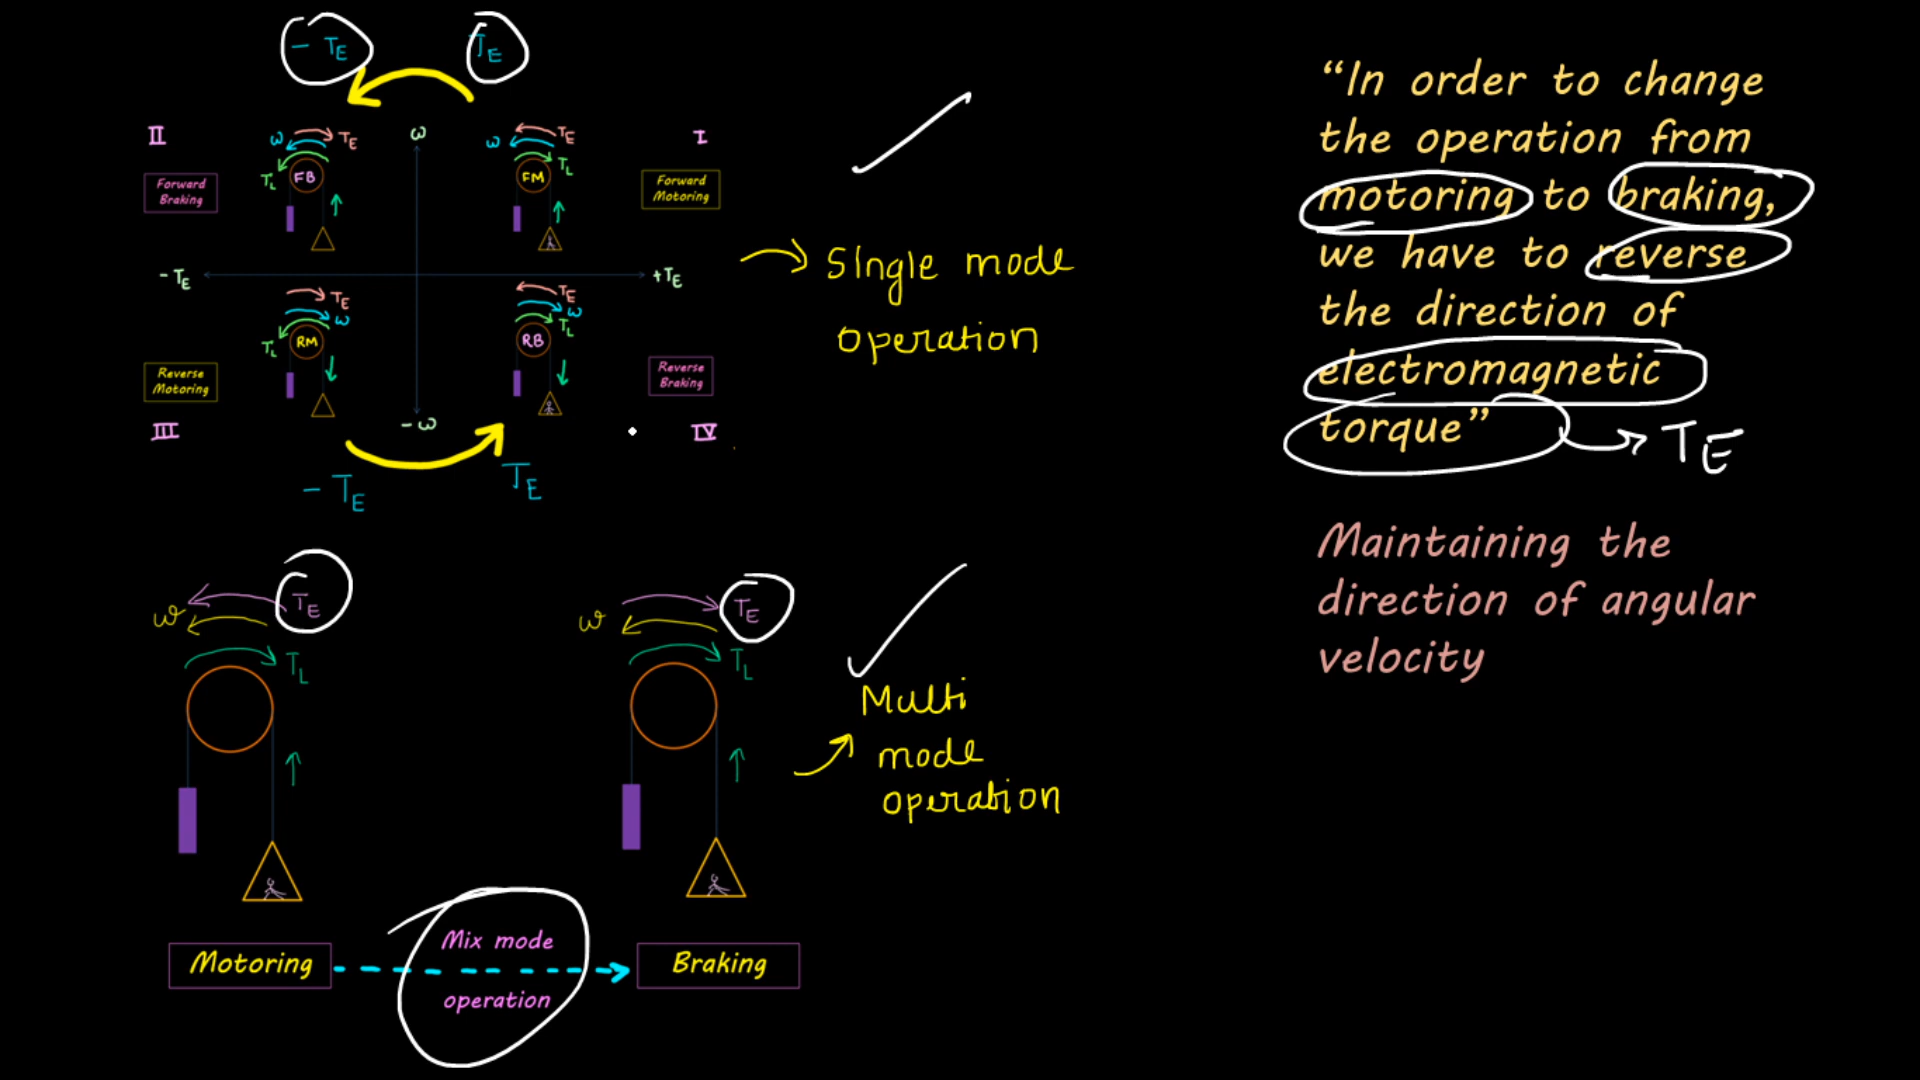 - TE
TE
II
ω
TE
ω
ω
TE
I
Forward
Braking
TL
FB
FM
TL
Forward
Motoring
- TE
+TE
Single mode
operation
TE
ω
TE
ω
TL
RM
RB
TL
Reverse
Motoring
Reverse
Braking
III
- ω
IV
- TE
TE
“In order to change
the operation from
motoring to braking,
we have to reverse
the direction of
electromagnetic
torque”
TE
Maintaining the
direction of angular
velocity
ω
TE
TL
ω
TE
TL
Multi
mode
operation
Motoring
Mix mode
operation
Braking